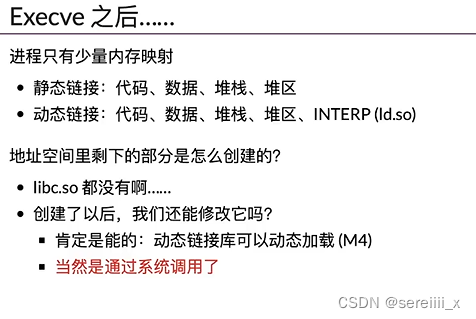 Execve 之后......
进程只有少量内存映射
• 静态链接：代码、数据、堆栈、堆区
• 动态链接：代码、数据、堆栈、堆区、INTERP (ld.so)
地址空间里剩下的部分是怎么创建的？
• libc.so 都没有啊......
• 创建了以后，我们还能修改它吗？
▪ 肯定是能的：动态链接库可以动态加载 (M4)
▪ 当然是通过系统调用了
CSDN @sereiiii_x